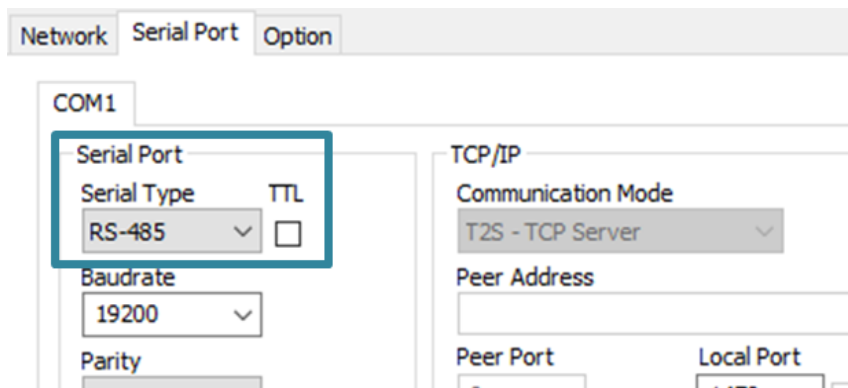 Network Serial Port Option
COM1
Serial Port
Serial Type TTL
RS-485
Baudrate
19200
Parity
TCP/IP
Communication Mode
T2S - TCP Server
Peer Address
Peer Port Local Port